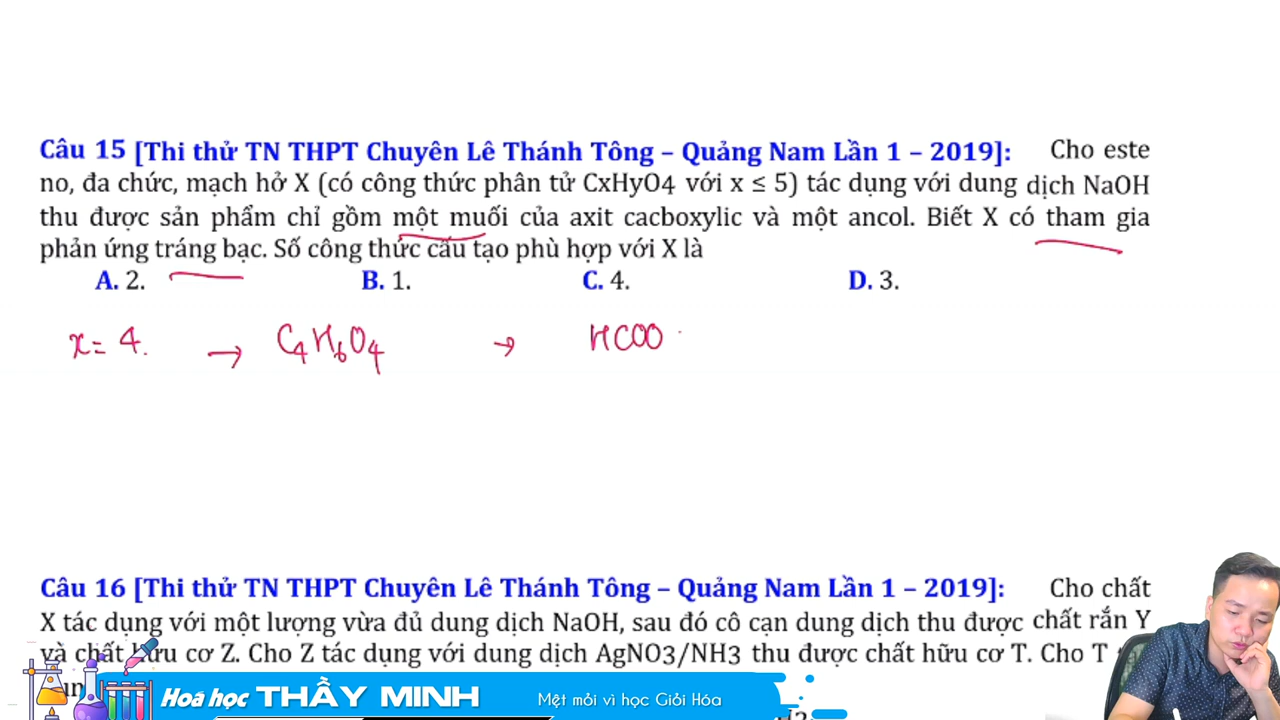 Câu 15 [Thi thử TN THPT Chuyên Lê Thánh Tông – Quảng Nam Lần 1 – 2019]: Cho este
no, đa chức, mạch hở X (có công thức phân tử CxHyO4 với x ≤ 5) tác dụng với dung dịch NaOH
thu được sản phẩm chỉ gồm một muối của axit cacboxylic và một ancol. Biết X có tham gia
phản ứng tráng bạc. Số công thức cấu tạo phù hợp với X là
A. 2. B. 1. C. 4. D. 3.
x = 4. → C4H6O4 → HCOO
Câu 16 [Thi thử TN THPT Chuyên Lê Thánh Tông – Quảng Nam Lần 1 – 2019]: Cho chất
X tác dụng với một lượng vừa đủ dung dịch NaOH, sau đó cô cạn dung dịch thu được chất rắn Y
và chất hữu cơ Z. Cho Z tác dụng với dung dịch AgNO3/NH3 thu được chất hữu cơ T. Cho T
Hoá học THẦY MINH Mệt mỏi vì học Giỏi Hóa